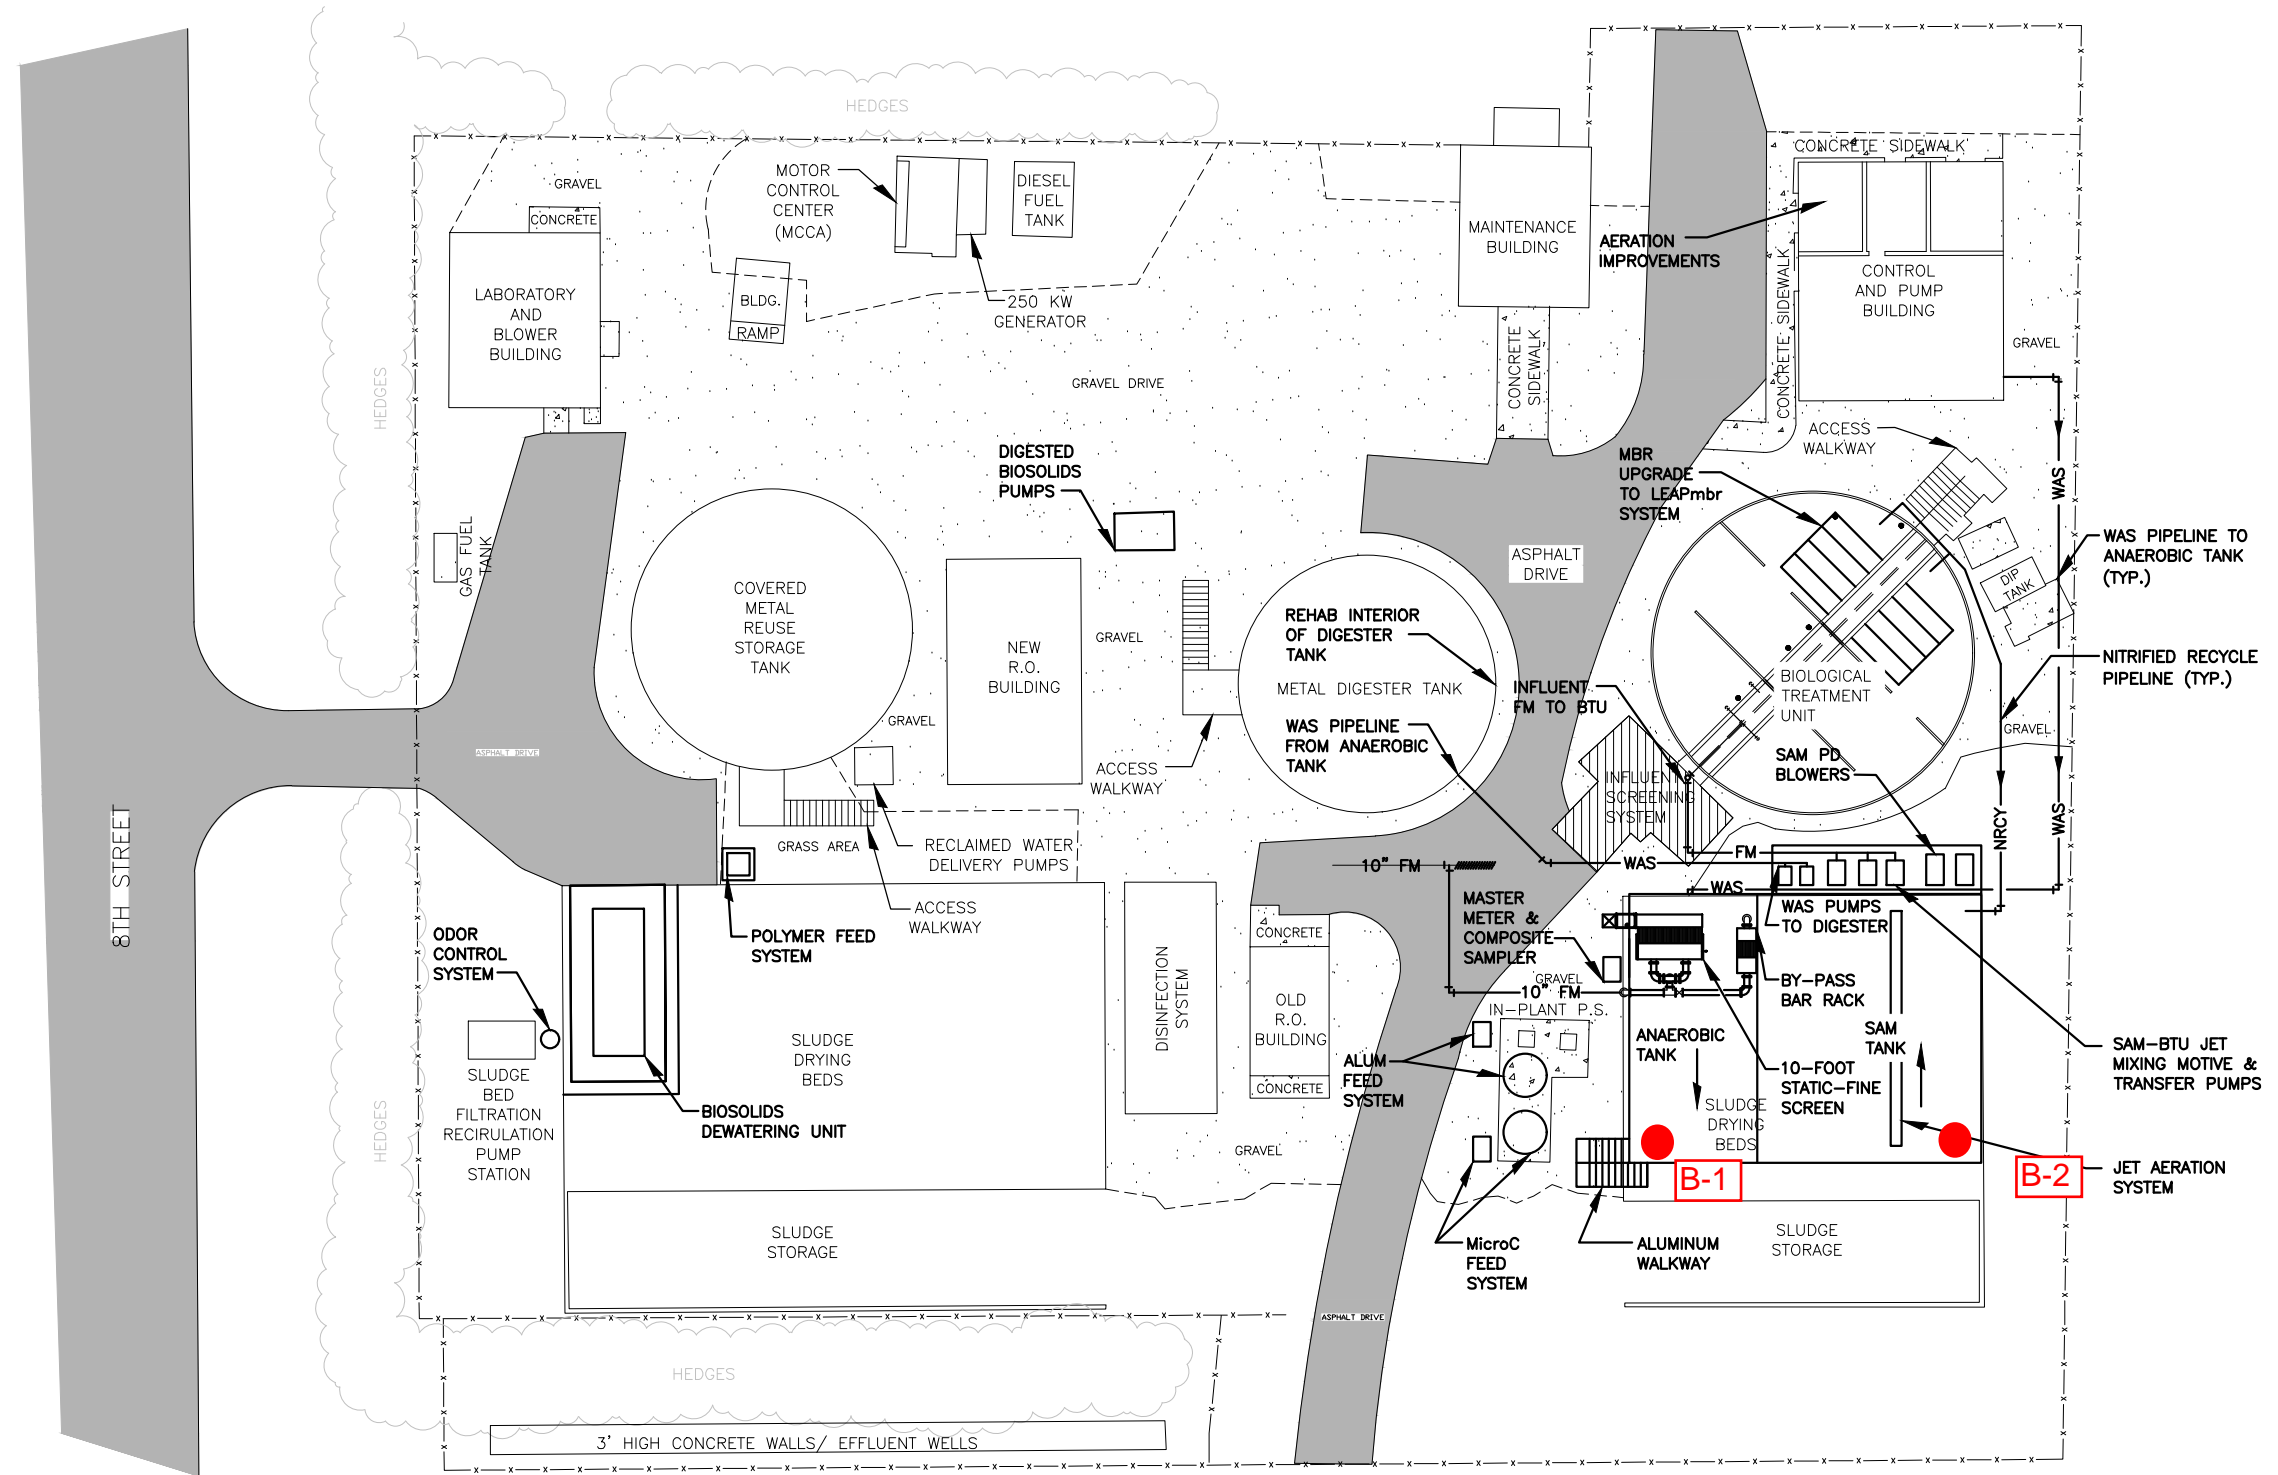 HEDGES
CONCRETE SIDEWALK
MOTOR
CONTROL
CENTER
(MCCA)
DIESEL
FUEL
TANK
GRAVEL
CONCRETE
MAINTENANCE
BUILDING
AERATION
IMPROVEMENTS
CONCRETE SIDEWALK
CONTROL
AND PUMP
BUILDING
LABORATORY
AND
BLOWER
BUILDING
BLDG.
RAMP
250 KW
GENERATOR
CONCRETE
SIDEWALK
GRAVEL
HEDGES
GRAVEL DRIVE
ACCESS
WALKWAY
DIGESTED
BIOSOLIDS
PUMPS
MBR
UPGRADE
TO LEAPmbr
SYSTEM
WAS
GAS FUEL
TANK
WAS PIPELINE TO
ANAEROBIC TANK
(TYP.)
ASPHALT
DRIVE
DIP
TANK
COVERED
METAL
REUSE
STORAGE
TANK
NEW
R.O.
BUILDING
GRAVEL
REHAB INTERIOR
OF DIGESTER
TANK
METAL DIGESTER TANK
INFLUENT
FM TO BTU
BIOLOGICAL
TREATMENT
UNIT
NITRIFIED RECYCLE
PIPELINE (TYP.)
GRAVEL
GRAVEL
WAS PIPELINE
FROM ANAEROBIC
TANK
ASPHALT DRIVE
ACCESS
WALKWAY
INFLUENT
SCREENING
SYSTEM
SAM PD
BLOWERS
NRCY
WAS
8TH STREET
GRASS AREA
RECLAIMED WATER
DELIVERY PUMPS
10" FM
WAS
FM
WAS
ACCESS
WALKWAY
MASTER
METER &
COMPOSITE
SAMPLER
WAS PUMPS
TO DIGESTER
ODOR
CONTROL
SYSTEM
POLYMER FEED
SYSTEM
CONCRETE
DISINFECTION
SYSTEM
GRAVEL
10" FM
IN-PLANT P.S.
BY-PASS
BAR RACK
OLD
R.O.
BUILDING
CONCRETE
SLUDGE
DRYING
BEDS
ANAEROBIC
TANK
SAM
TANK
SAM-BTU JET
MIXING MOTIVE &
TRANSFER PUMPS
ALUM
FEED
SYSTEM
10-FOOT
STATIC-FINE
SCREEN
SLUDGE
DRYING
BEDS
SLUDGE
BED
FILTRATION
RECIRULATION
PUMP
STATION
BIOSOLIDS
DEWATERING UNIT
HEDGES
GRAVEL
B-1
B-2
JET AERATION
SYSTEM
SLUDGE
STORAGE
MicroC
FEED
SYSTEM
ALUMINUM
WALKWAY
SLUDGE
STORAGE
ASPHALT DRIVE
HEDGES
3' HIGH CONCRETE WALLS/ EFFLUENT WELLS